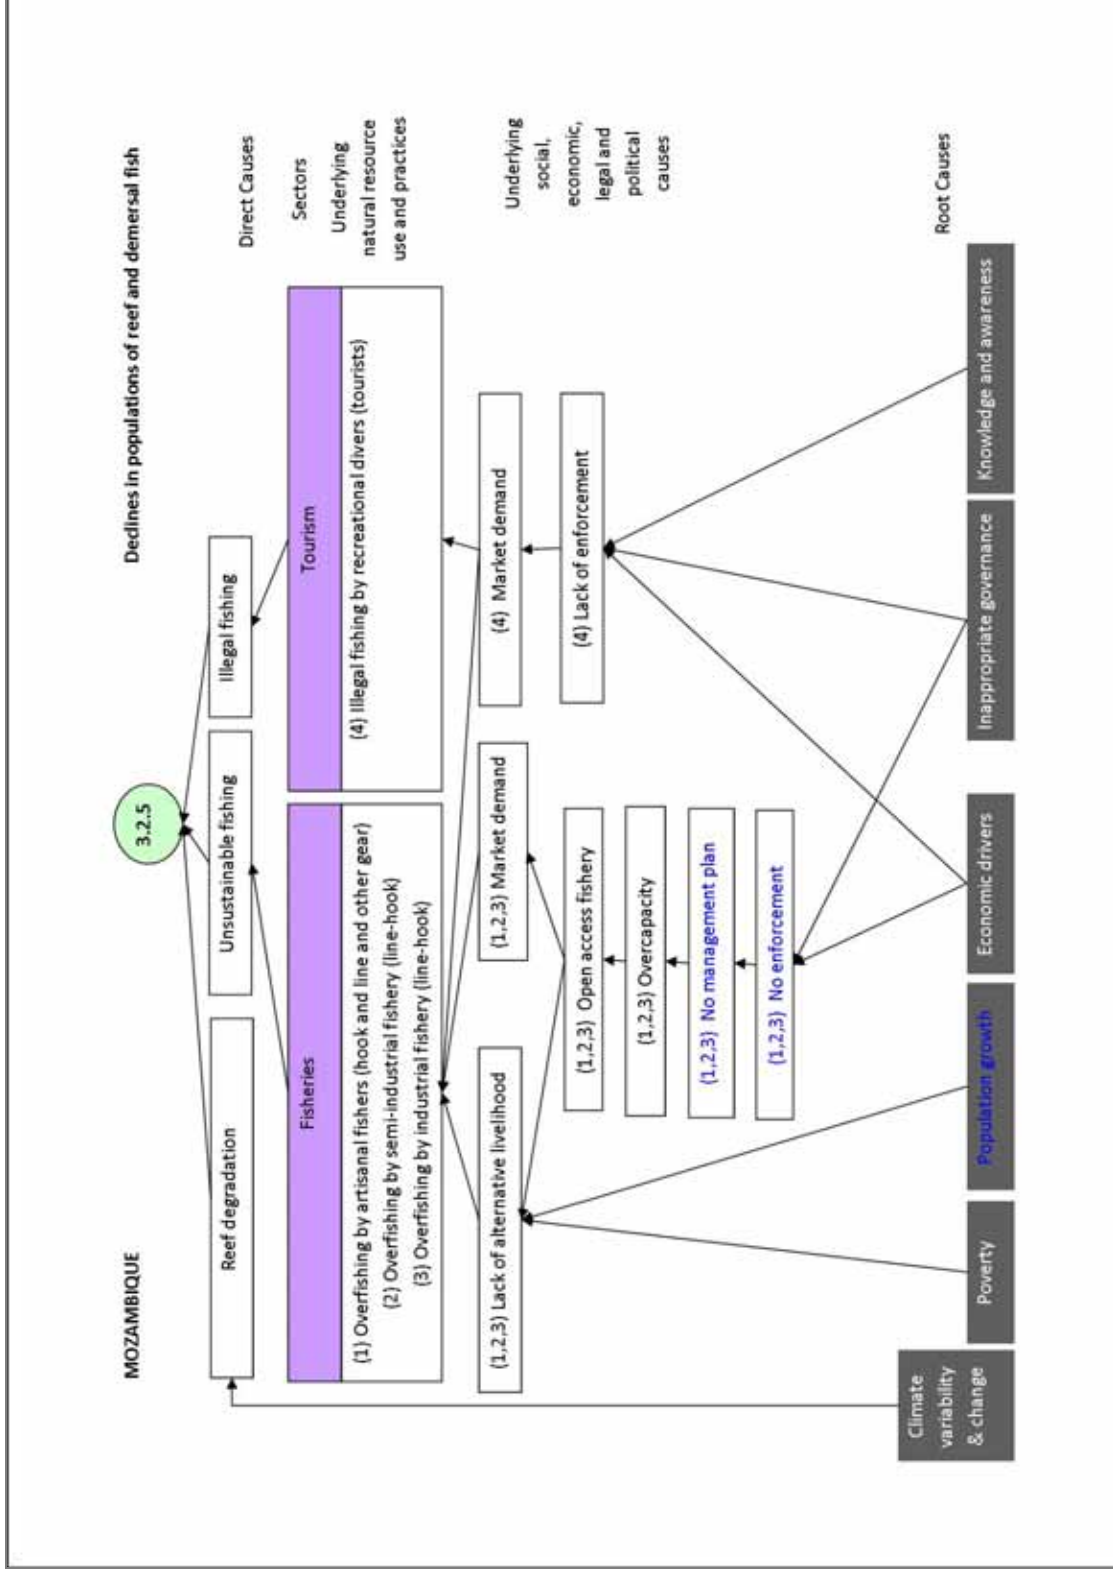 MOZAMBIQUE
Declines in populations of reef and demersal fish
3.2.5
Reef degradation
Unsustainable fishing
Illegal fishing
Direct Causes
Fisheries
Tourism
Sectors
(1) Overfishing by artisanal fishers (hook and line and other gear)
(2) Overfishing by semi-industrial fishery (line-hook)
(3) Overfishing by industrial fishery (line-hook)
(4) Illegal fishing by recreational divers (tourists)
Underlying
natural resource
use and practices
(1,2,3) Lack of alternative livelihood
(1,2,3) Market demand
(4) Market demand
Underlying
social,
economic,
legal and
political
causes
(1,2,3) Open access fishery
(4) Lack of enforcement
(1,2,3) Overcapacity
(1,2,3) No management plan
(1,2,3) No enforcement
Root Causes
Climate
variability
& change
Poverty
Population growth
Economic drivers
Inappropriate governance
Knowledge and awareness